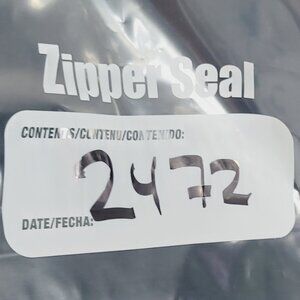 Zipper Seal
CONTENTS/CONTENU/CONTENIDO:
2472
DATE/FECHA: